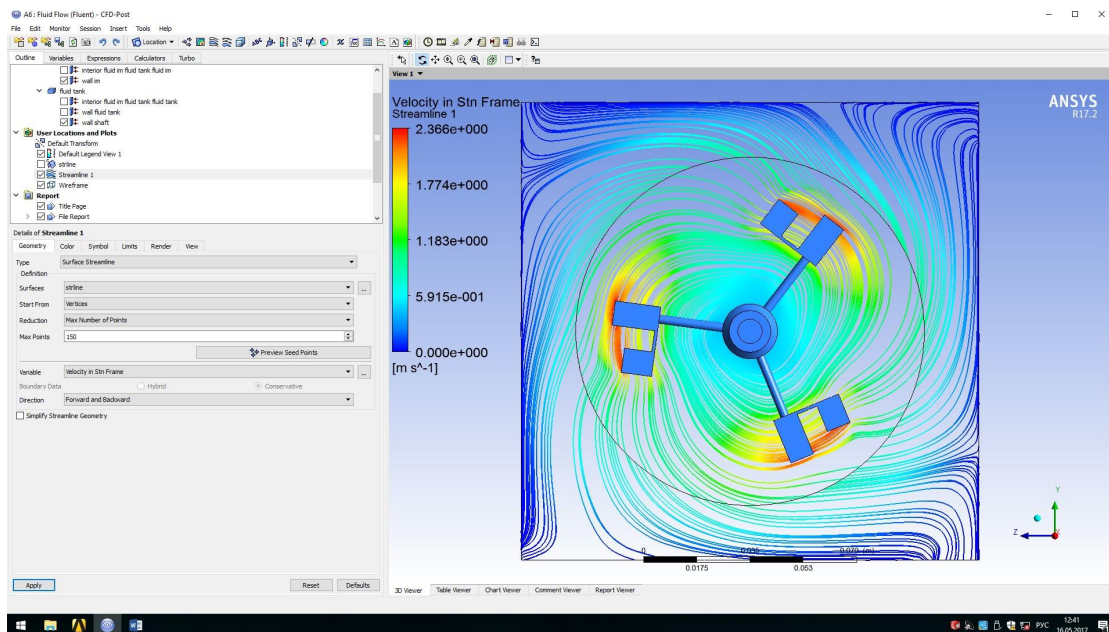 A6 : Fluid Flow (Fluent) - CFD-Post
File Edit Monitor Session Insert Tools Help
Location
Outline Variables Expressions Calculators Turbo
interior fluid im fluid tank fluid im
wall im
fluid tank
interior fluid im fluid tank fluid tank
wall fluid tank
wall shaft
User Locations and Plots
Default Transform
Default Legend View 1
strline
Streamline 1
Wireframe
Report
Title Page
File Report
Details of Streamline 1
Geometry Color Symbol Limits Render View
Type Surface Streamline
Definition
Surfaces strline ...
Start From Vertices
Reduction Max Number of Points
Max Points 150
Preview Seed Points
Variable Velocity in Stn Frame ...
Boundary Data Hybrid Conservative
Direction Forward and Backward
Simplify Streamline Geometry
Apply Reset Defaults
View 1
Velocity in Stn Frame
Streamline 1
2.366e+000
1.774e+000
1.183e+000
5.915e-001
0.000e+000
[m s^-1]
ANSYS
R17.2
Y
Z
0 0.070 (m)
0.0175 0.053
3D Viewer Table Viewer Chart Viewer Comment Viewer Report Viewer
РУС 12:41
16.05.2017